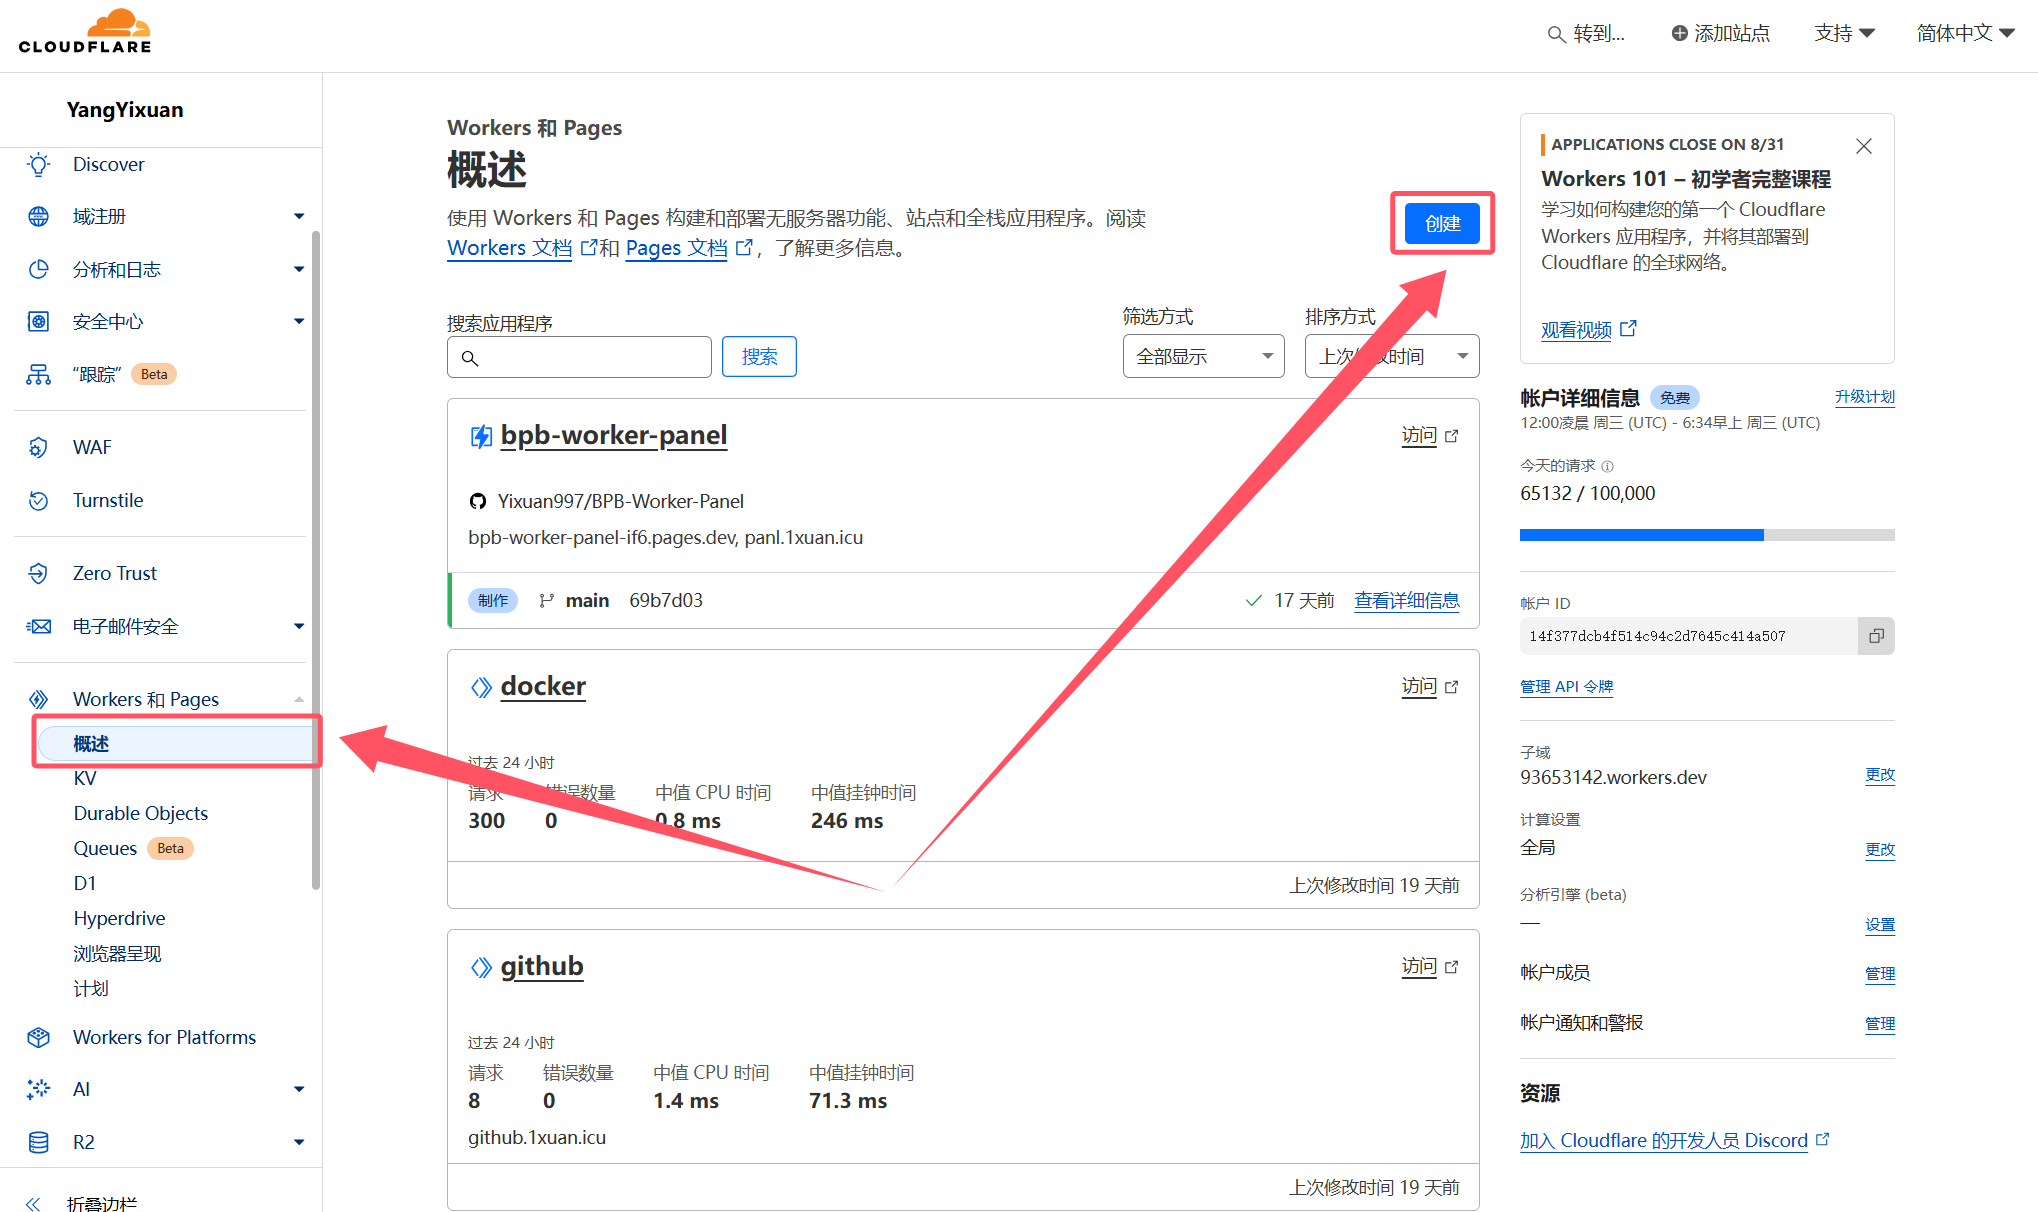 CLOUDFLARE
转到...
添加站点
支持
简体中文
YangYixuan
Discover
域注册
分析和日志
安全中心
“跟踪” Beta
WAF
Turnstile
Zero Trust
电子邮件安全
Workers 和 Pages
概述
KV
Durable Objects
Queues Beta
D1
Hyperdrive
浏览器呈现
计划
Workers for Platforms
AI
R2
折叠边栏
Workers 和 Pages
概述
使用 Workers 和 Pages 构建和部署无服务器功能、站点和全栈应用程序。阅读
Workers 文档 和 Pages 文档 ，了解更多信息。
创建
搜索应用程序
搜索
筛选方式
全部显示
排序方式
上次修改时间
bpb-worker-panel
访问
Yixuan997/BPB-Worker-Panel
bpb-worker-panel-if6.pages.dev, panl.1xuan.icu
制作 main 69b7d03
17 天前 查看详细信息
docker
访问
过去 24 小时
请求 错误数量 中值 CPU 时间 中值挂钟时间
300 0 0.8 ms 246 ms
上次修改时间 19 天前
github
访问
过去 24 小时
请求 错误数量 中值 CPU 时间 中值挂钟时间
8 0 1.4 ms 71.3 ms
github.1xuan.icu
上次修改时间 19 天前
APPLICATIONS CLOSE ON 8/31
Workers 101 – 初学者完整课程
学习如何构建您的第一个 Cloudflare
Workers 应用程序，并将其部署到
Cloudflare 的全球网络。
观看视频
帐户详细信息 免费 升级计划
12:00凌晨 周三 (UTC) - 6:34早上 周三 (UTC)
今天的请求
65132 / 100,000
帐户 ID
14f377dcb4f514c94c2d7645c414a507
管理 API 令牌
子域
93653142.workers.dev 更改
计算设置
全局 更改
分析引擎 (beta)
— 设置
帐户成员 管理
帐户通知和警报 管理
资源
加入 Cloudflare 的开发人员 Discord